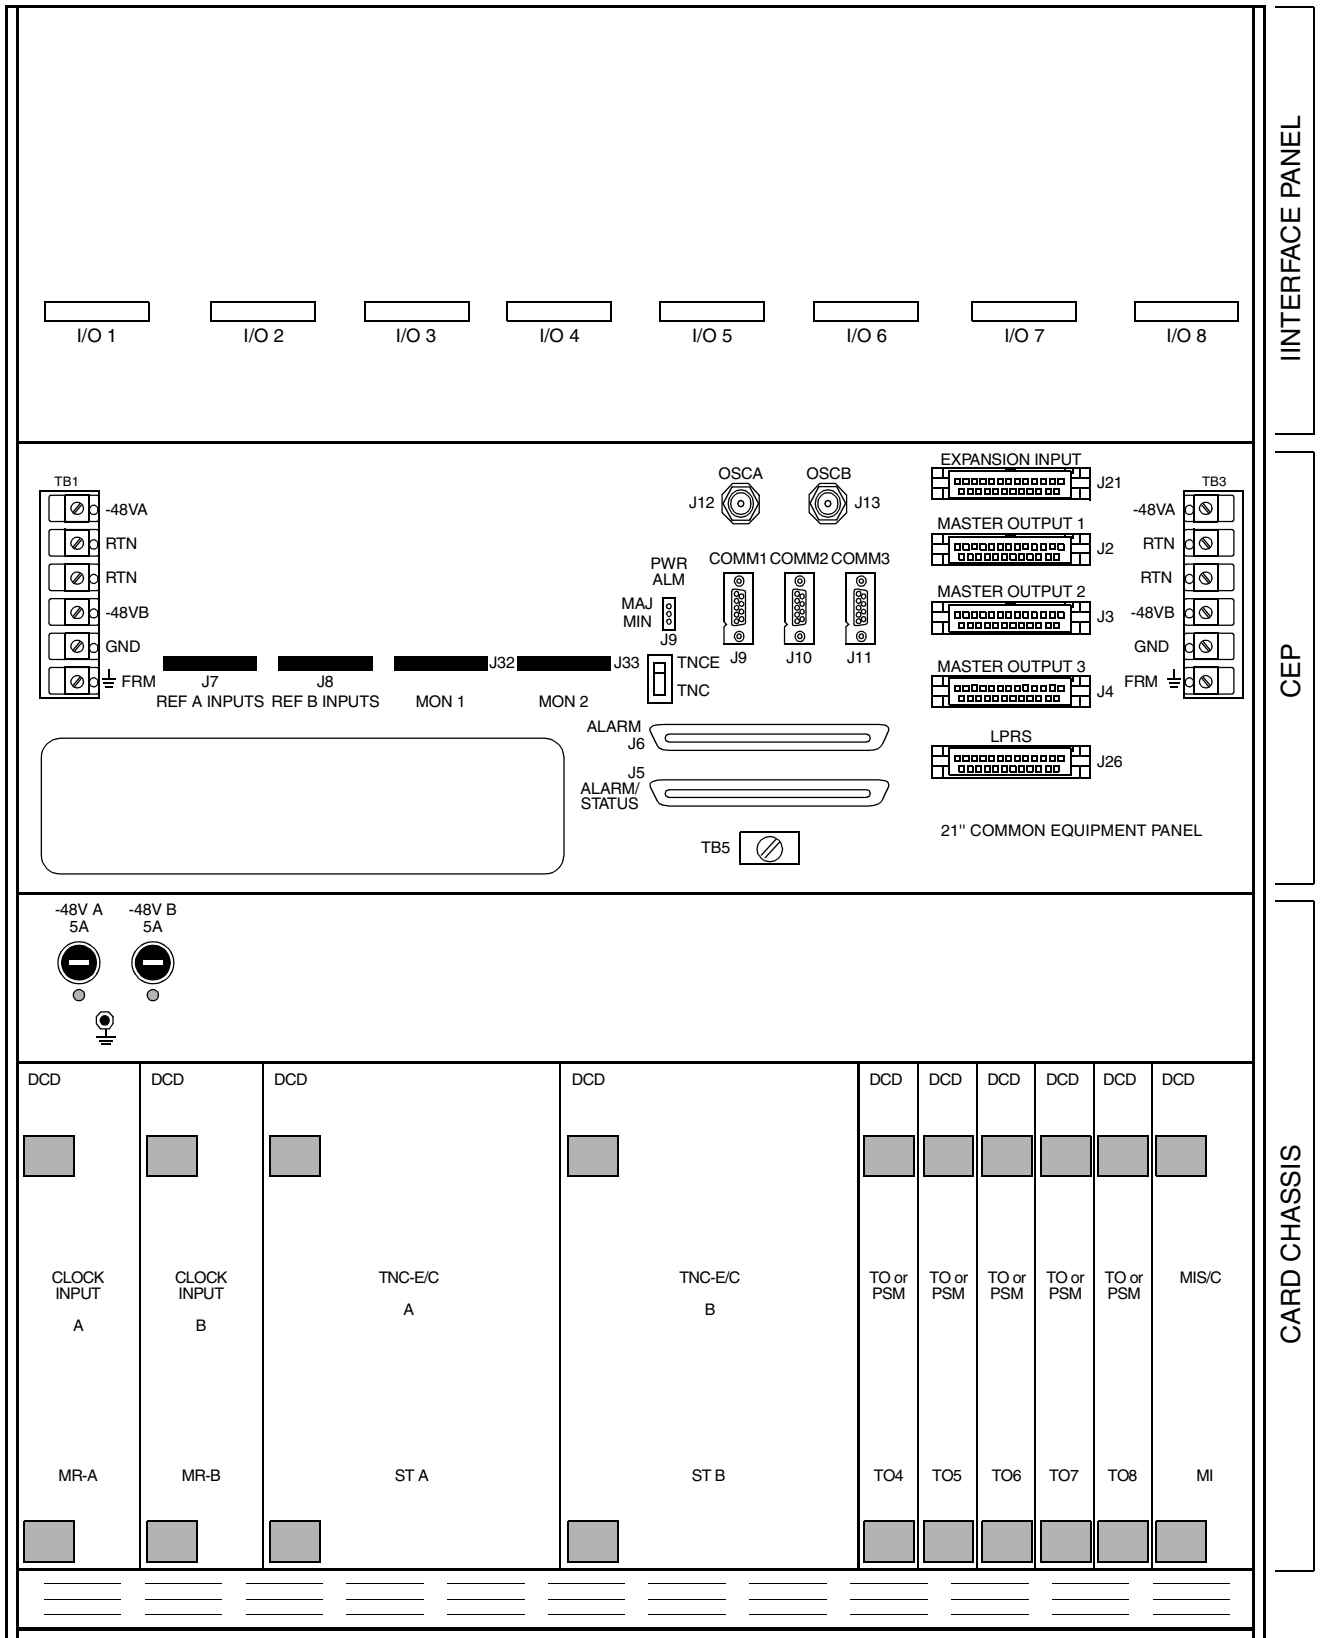 IINTERFACE PANEL
I/O 1
I/O 2
I/O 3
I/O 4
I/O 5
I/O 6
I/O 7
I/O 8
CEP
TB1
-48VA
RTN
RTN
-48VB
GND
FRM
J7
REF A INPUTS
J8
REF B INPUTS
J32
MON 1
J33
MON 2
OSCA
J12
OSCB
J13
PWR
ALM
MAJ
MIN
J9
COMM1
COMM2
COMM3
J9
J10
J11
TNCE
TNC
ALARM
J6
J5
ALARM/
STATUS
TB5
EXPANSION INPUT
J21
MASTER OUTPUT 1
J2
MASTER OUTPUT 2
J3
MASTER OUTPUT 3
J4
LPRS
J26
TB3
-48VA
RTN
RTN
-48VB
GND
FRM
21" COMMON EQUIPMENT PANEL
CARD CHASSIS
-48V A
5A
-48V B
5A
DCD
DCD
DCD
DCD
DCD
DCD
DCD
DCD
DCD
DCD
CLOCK
INPUT
A
CLOCK
INPUT
B
TNC-E/C
A
TNC-E/C
B
TO or
PSM
TO or
PSM
TO or
PSM
TO or
PSM
TO or
PSM
MIS/C
MR-A
MR-B
ST A
ST B
TO4
TO5
TO6
TO7
TO8
MI